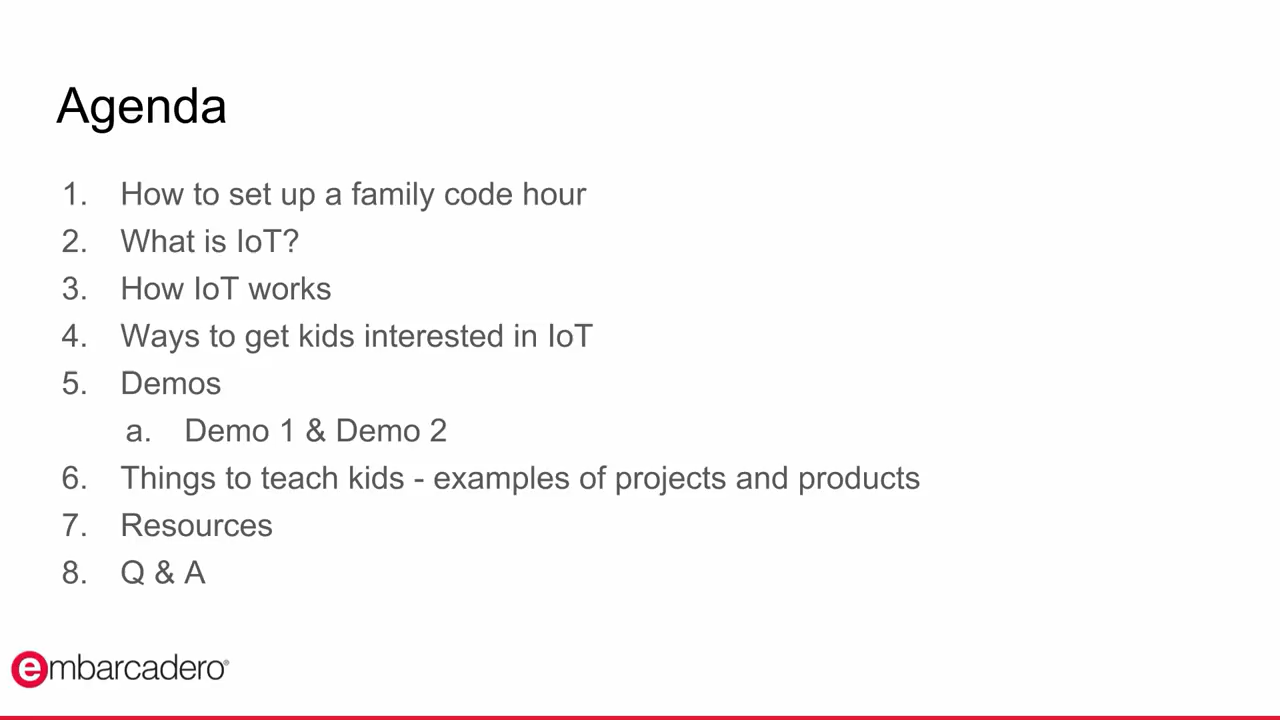 Agenda
1. How to set up a family code hour
2. What is IoT?
3. How IoT works
4. Ways to get kids interested in IoT
5. Demos
a. Demo 1 & Demo 2
6. Things to teach kids - examples of projects and products
7. Resources
8. Q & A
embarcadero®